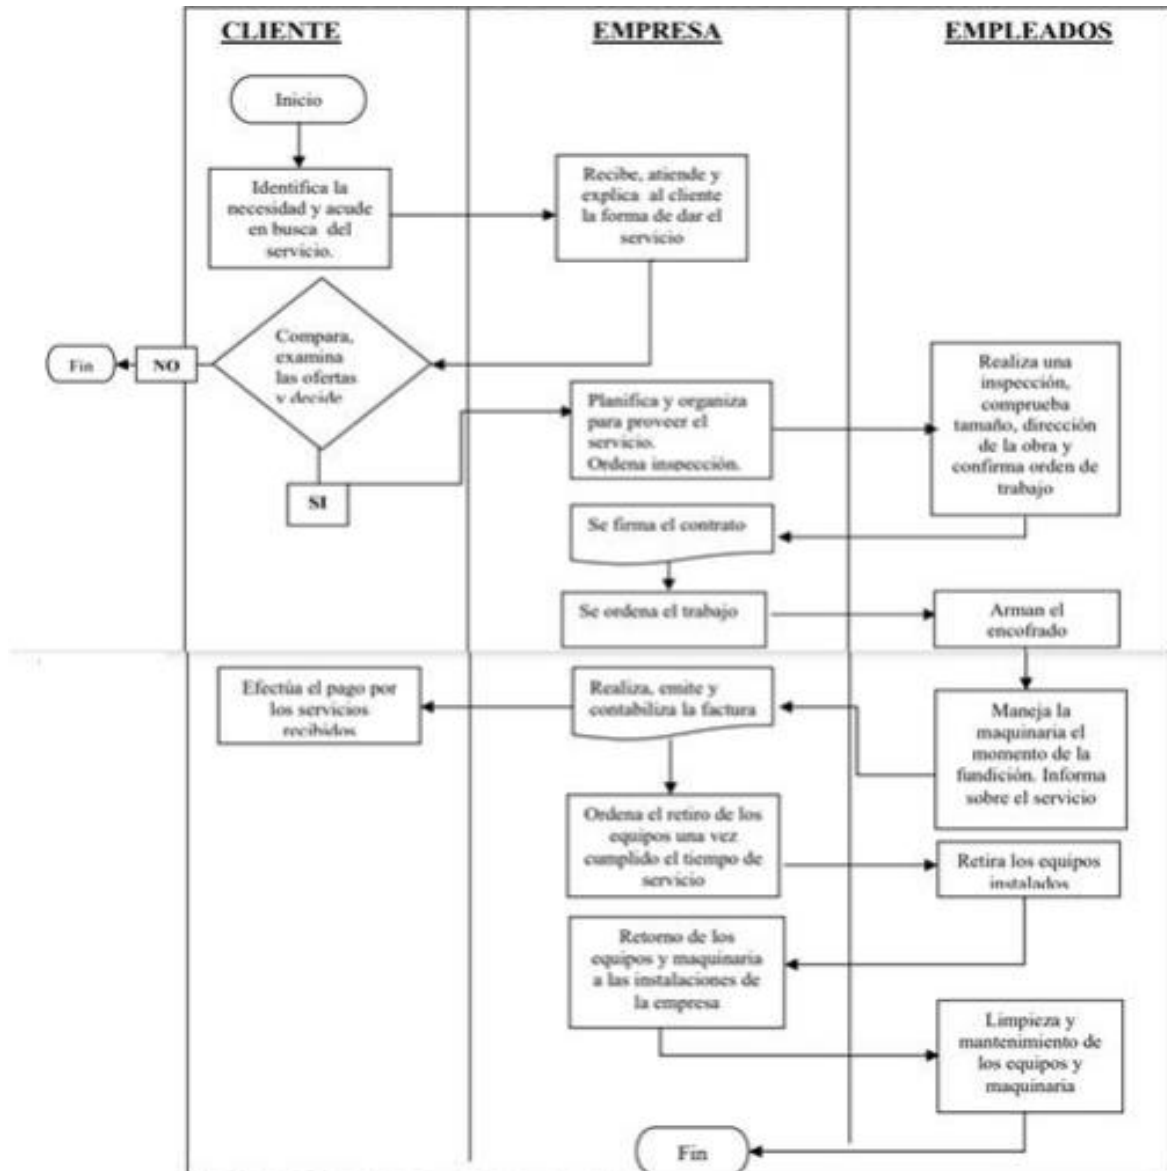 CLIENTE
EMPRESA
EMPLEADOS
Inicio
Identifica la
necesidad y acude
en busca del
servicio.
Recibe, atiende y
explica al cliente
la forma de dar el
servicio
Compara,
examina
las ofertas
y decide
NO
Fin
SI
Planifica y organiza
para proveer el
servicio.
Ordena inspección.
Realiza una
inspección,
comprueba
tamaño, dirección
de la obra y
confirma orden de
trabajo
Se firma el contrato
Se ordena el trabajo
Arman el
encofrado
Maneja la
maquinaria el
momento de la
fundición. Informa
sobre el servicio
Realiza, emite y
contabiliza la factura
Efectúa el pago por
los servicios
recibidos
Ordena el retiro de los
equipos una vez
cumplido el tiempo de
servicio
Retira los equipos
instalados
Retorno de los
equipos y maquinaria
a las instalaciones de
la empresa
Limpieza y
mantenimiento de
los equipos y
maquinaria
Fin